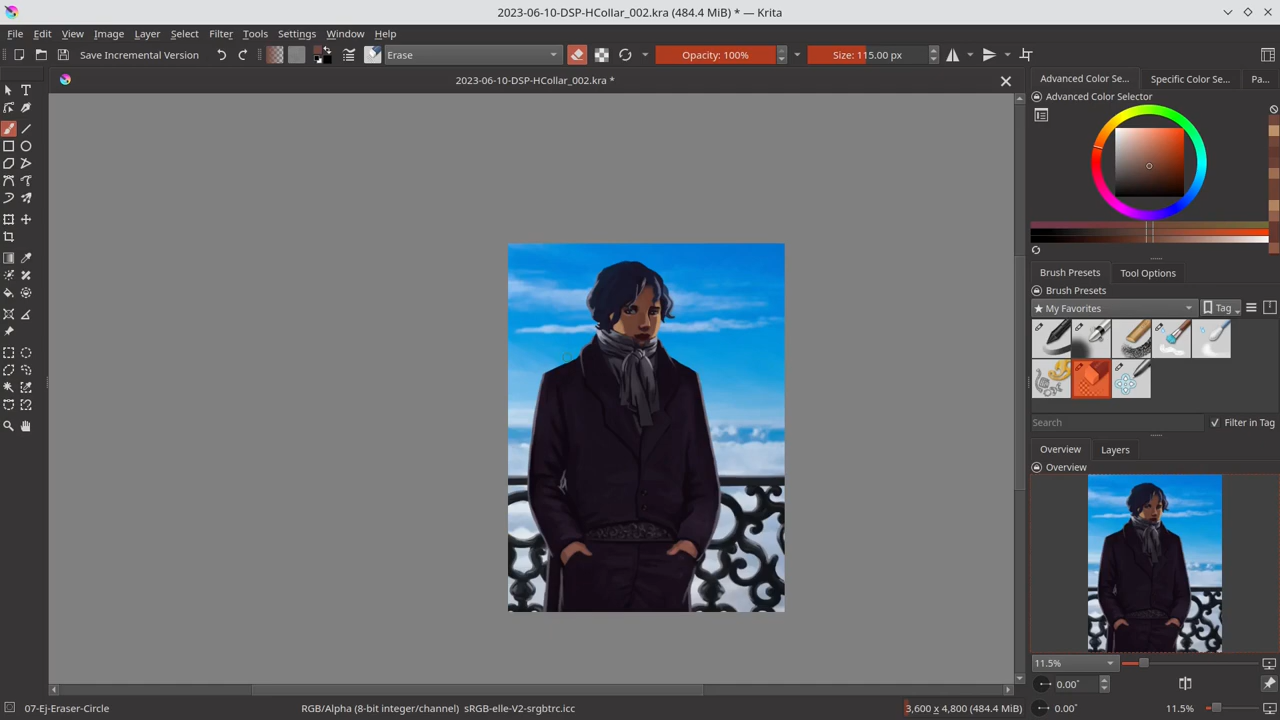 2023-06-10-DSP-HCollar_002.kra (484.4 MiB) * — Krita
File Edit View Image Layer Select Filter Tools Settings Window Help
Save Incremental Version Erase Opacity: 100% Size: 115.00 px
2023-06-10-DSP-HCollar_002.kra *
Advanced Color Se... Specific Color Se... Pa...
Advanced Color Selector
Brush Presets Tool Options
Brush Presets
★ My Favorites Tag
Search Filter in Tag
Overview Layers
Overview
11.5%
0.00°
07-Ej-Eraser-Circle RGB/Alpha (8-bit integer/channel) sRGB-elle-V2-srgbtrc.icc 3,600 x 4,800 (484.4 MiB) 0.00° 11.5%